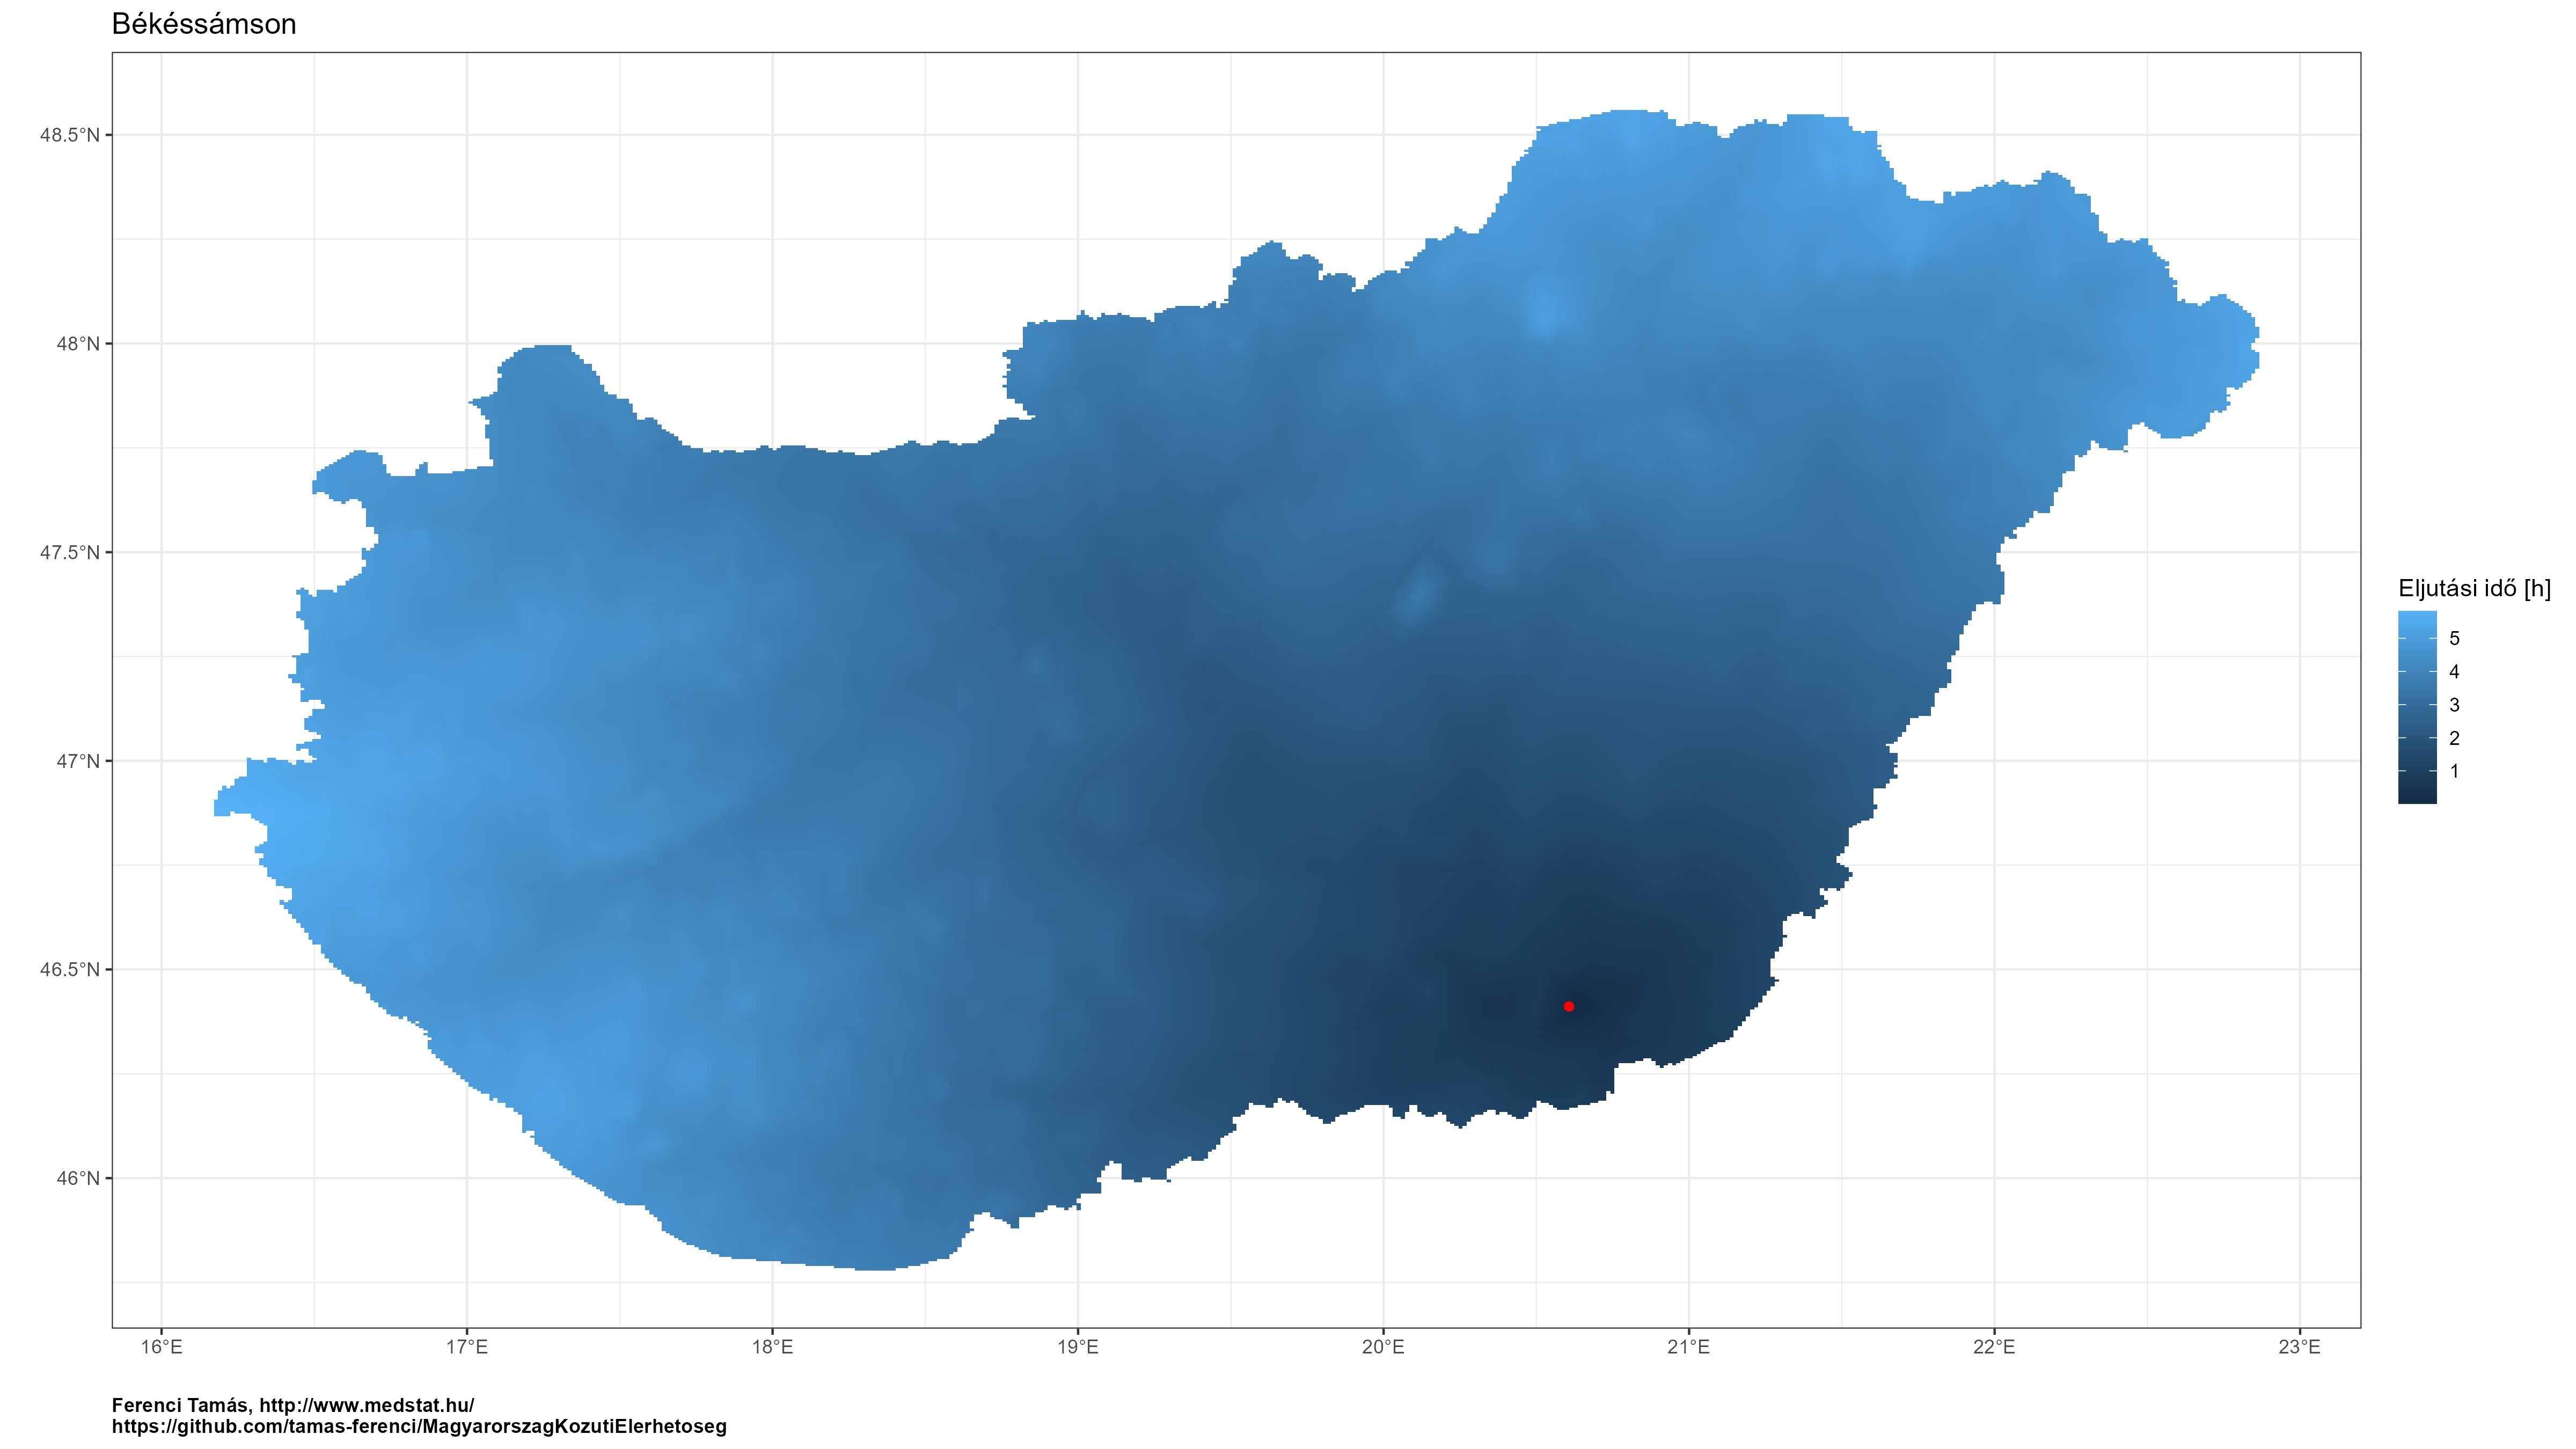 Békéssámson
48.5°N
48°N
47.5°N
47°N
46.5°N
46°N
16°E 17°E 18°E 19°E 20°E 21°E 22°E 23°E
Eljutási idő [h]
5
4
3
2
1
Ferenci Tamás, http://www.medstat.hu/
https://github.com/tamas-ferenci/MagyarorszagKozutiElerhetoseg